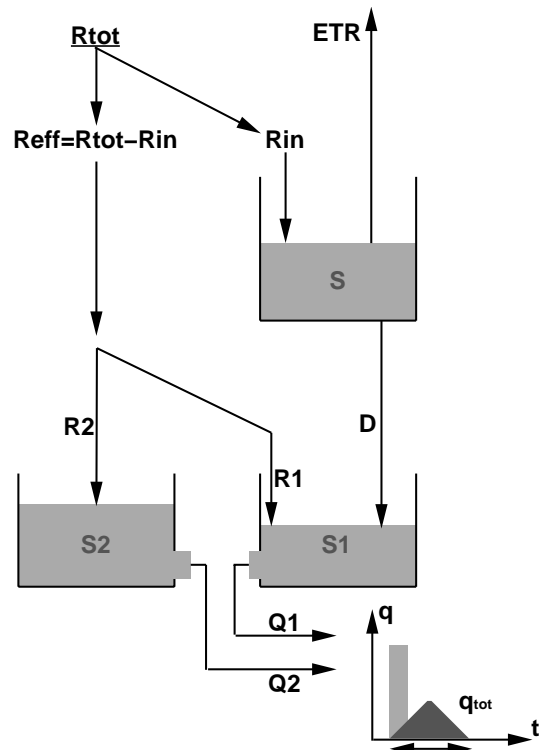 Rtot
ETR
Reff=Rtot–Rin
Rin
S
R2
D
R1
S2
S1
Q1
Q2
q
qtot
t